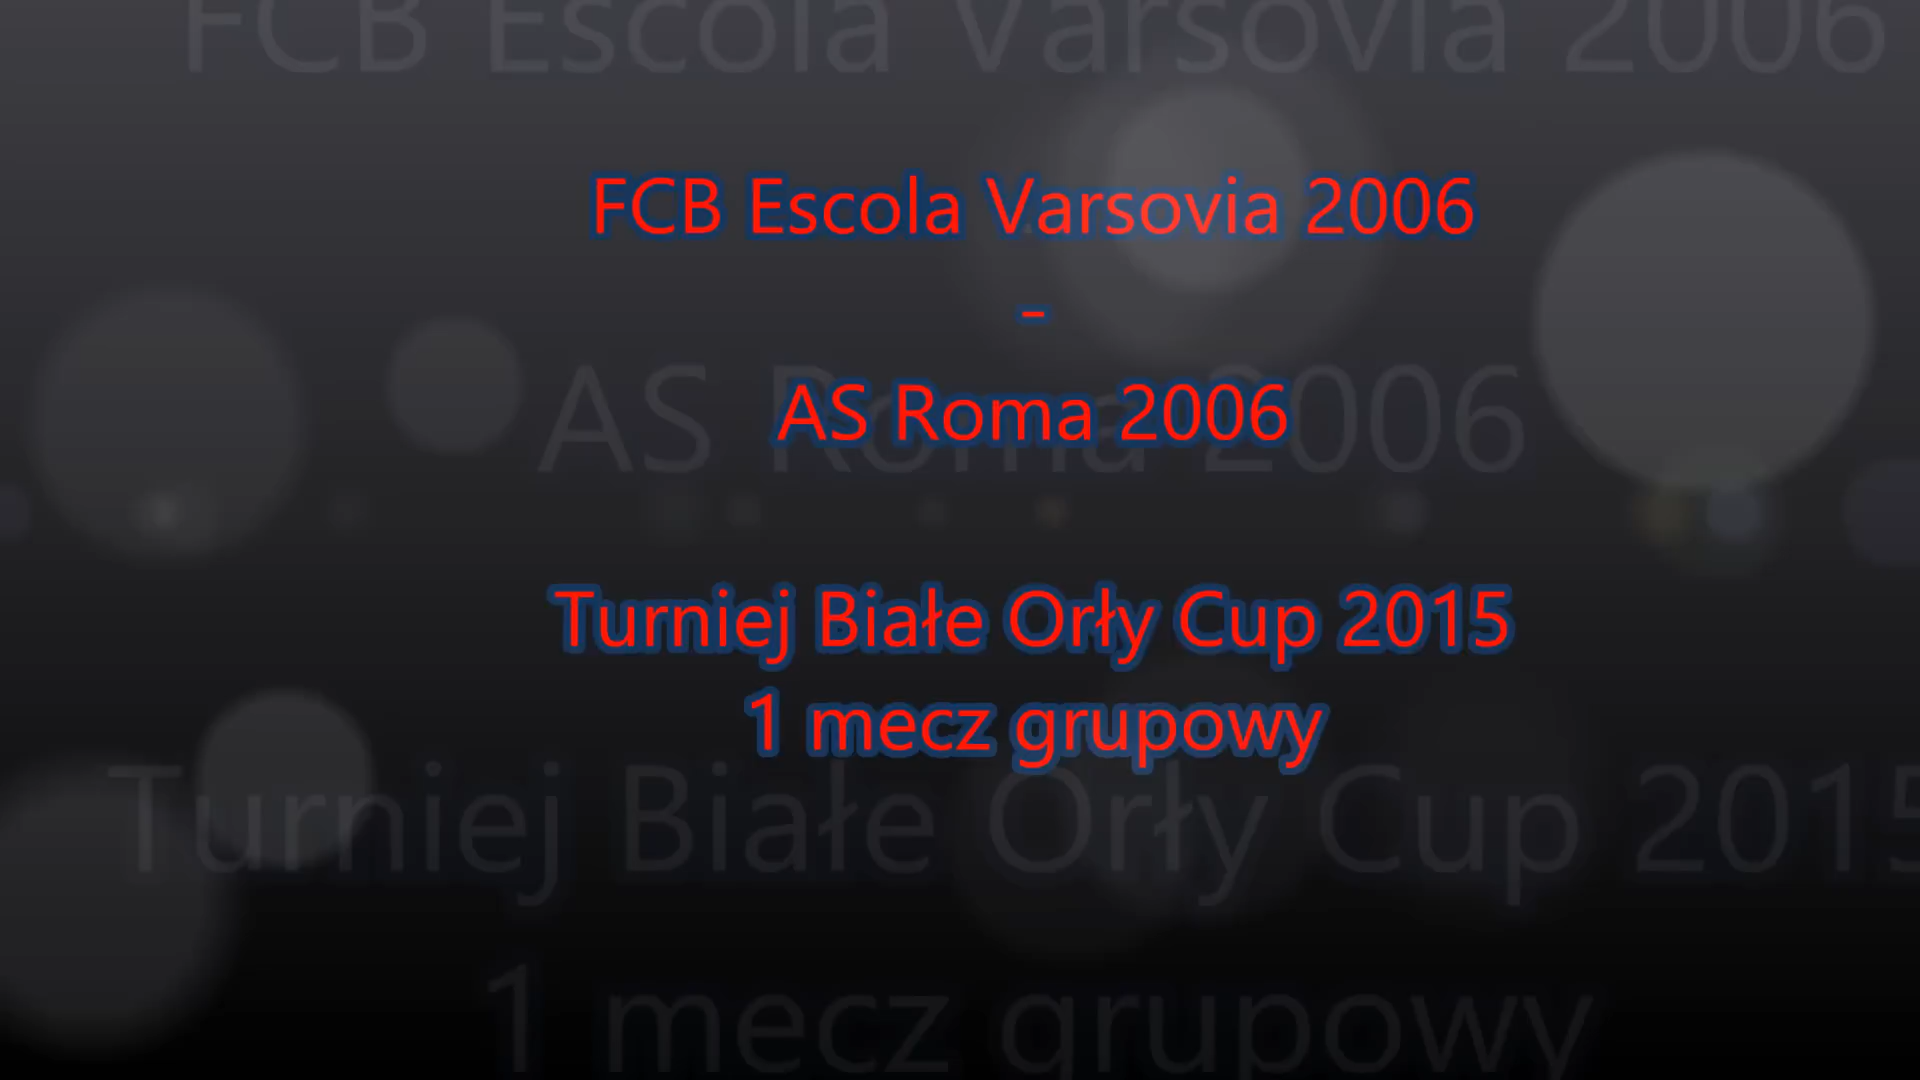 FCB Escola Varsovia 2006
-
AS Roma 2006
Turniej Białe Orły Cup 2015
1 mecz grupowy